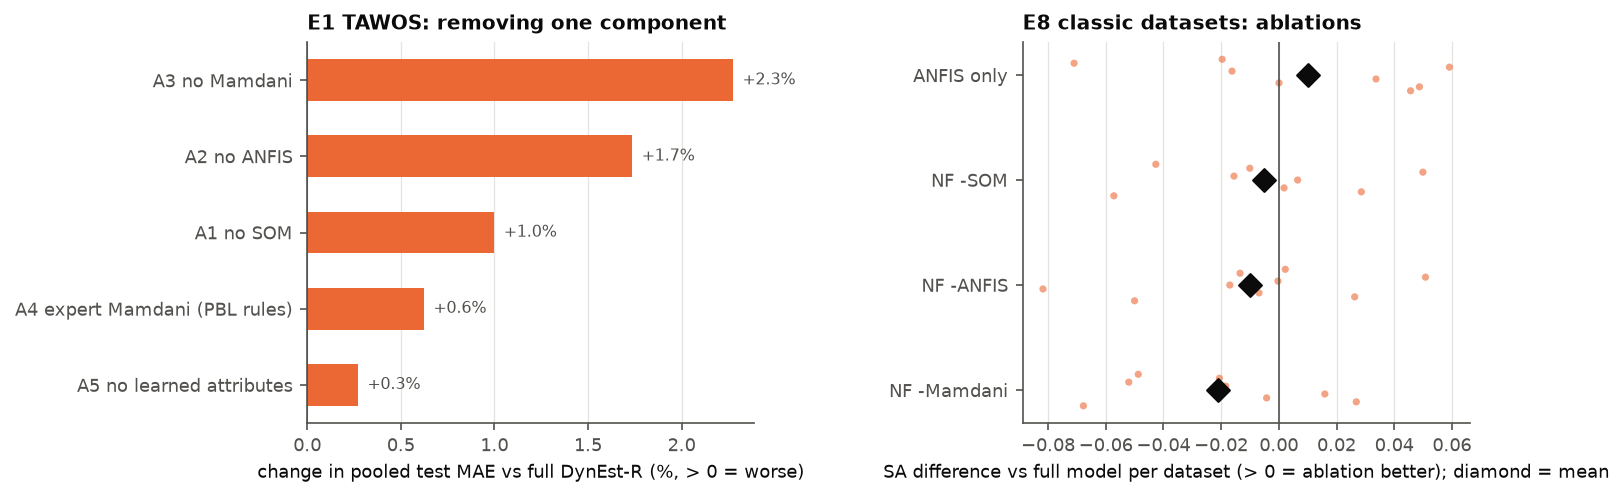 E1 TAWOS: removing one component
A3 no Mamdani
+2.3%
A2 no ANFIS
+1.7%
A1 no SOM
+1.0%
A4 expert Mamdani (PBL rules)
+0.6%
A5 no learned attributes
+0.3%
0.0 0.5 1.0 1.5 2.0
change in pooled test MAE vs full DynEst-R (%, > 0 = worse)
E8 classic datasets: ablations
ANFIS only
NF -SOM
NF -ANFIS
NF -Mamdani
−0.08 −0.06 −0.04 −0.02 0.00 0.02 0.04 0.06
SA difference vs full model per dataset (> 0 = ablation better); diamond = mean